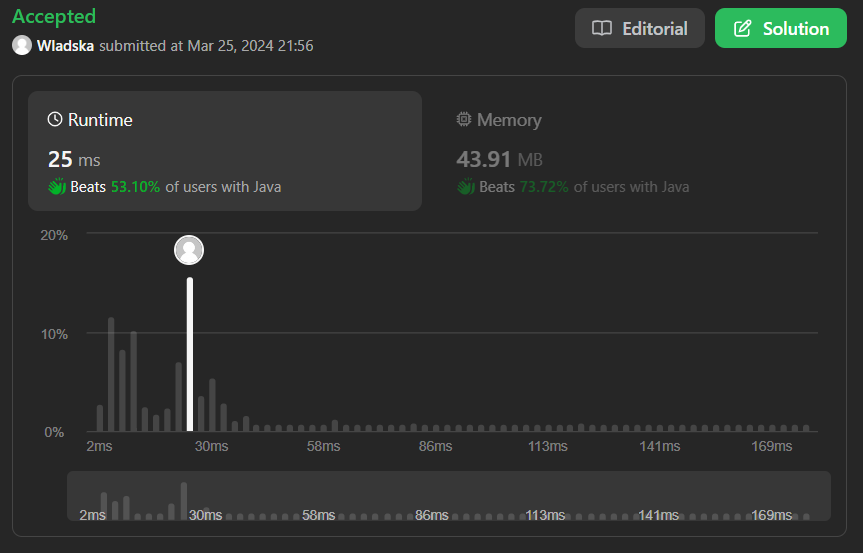 Accepted
Wladska submitted at Mar 25, 2024 21:56
Editorial
Solution
Runtime
25 ms
Beats 53.10% of users with Java
Memory
43.91 MB
Beats 73.72% of users with Java
20%
10%
0%
2ms 30ms 58ms 86ms 113ms 141ms 169ms
2ms 30ms 58ms 86ms 113ms 141ms 169ms